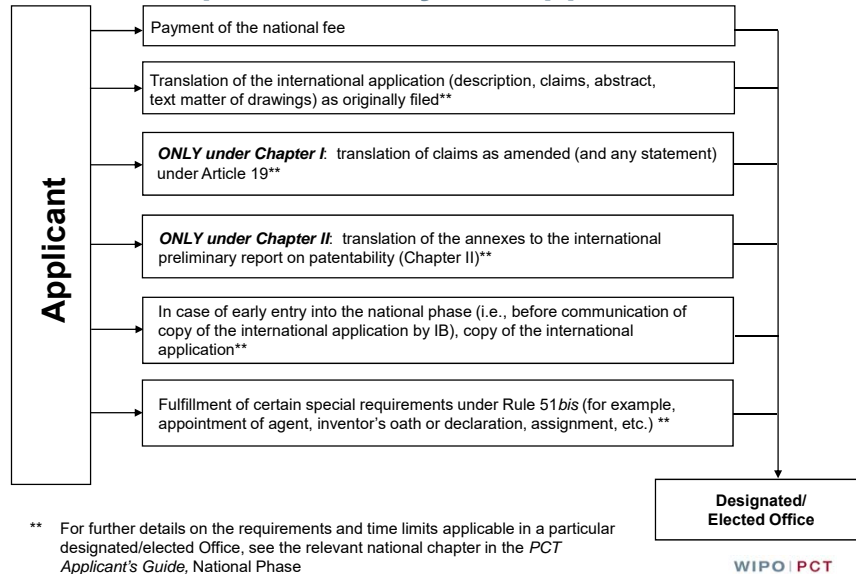 Payment of the national fee
Translation of the international application (description, claims, abstract,
text matter of drawings) as originally filed**
ONLY under Chapter I: translation of claims as amended (and any statement)
under Article 19**
Applicant
ONLY under Chapter II: translation of the annexes to the international
preliminary report on patentability (Chapter II)**
In case of early entry into the national phase (i.e., before communication of
copy of the international application by IB), copy of the international
application**
Fulfillment of certain special requirements under Rule 51bis (for example,
appointment of agent, inventor's oath or declaration, assignment, etc.) **
Designated/
Elected Office
** For further details on the requirements and time limits applicable in a particular
designated/elected Office, see the relevant national chapter in the PCT
Applicant's Guide, National Phase
WIPO|PCT